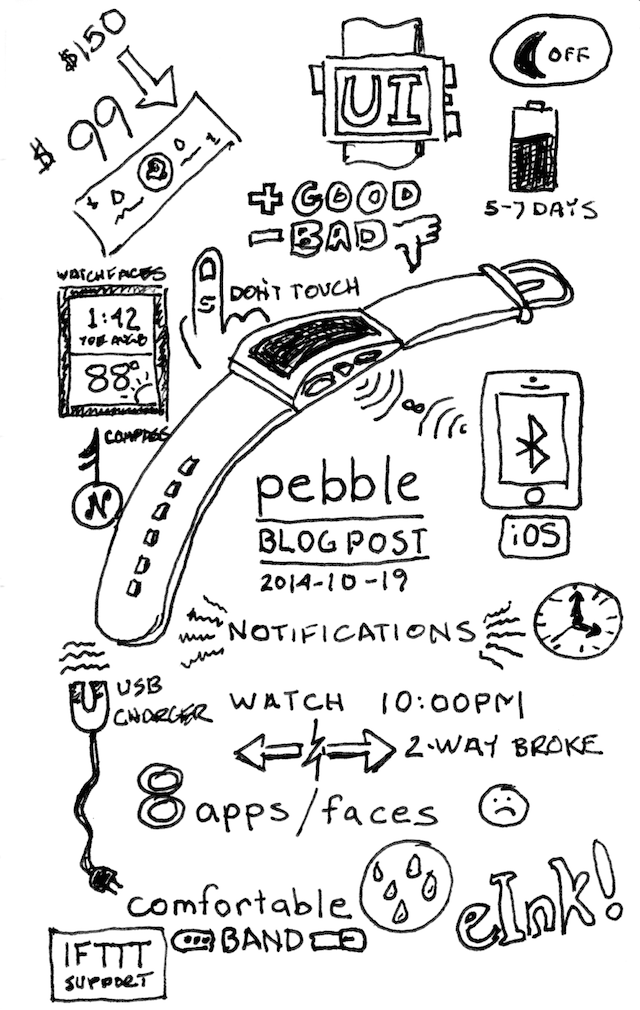 $150
$99
UI
OFF
5-7 DAYS
+ GOOD
- BAD
WATCHFACES
1:42
TUE AUG 8
88°
DON'T TOUCH
COMPASS
N
pebble
BLOG POST
2014-10-19
iOS
NOTIFICATIONS
USB
CHARGER
WATCH 10:00PM
2-WAY BROKE
8 apps/faces
comfortable
BAND
eInk!
IFTTT
SUPPORT